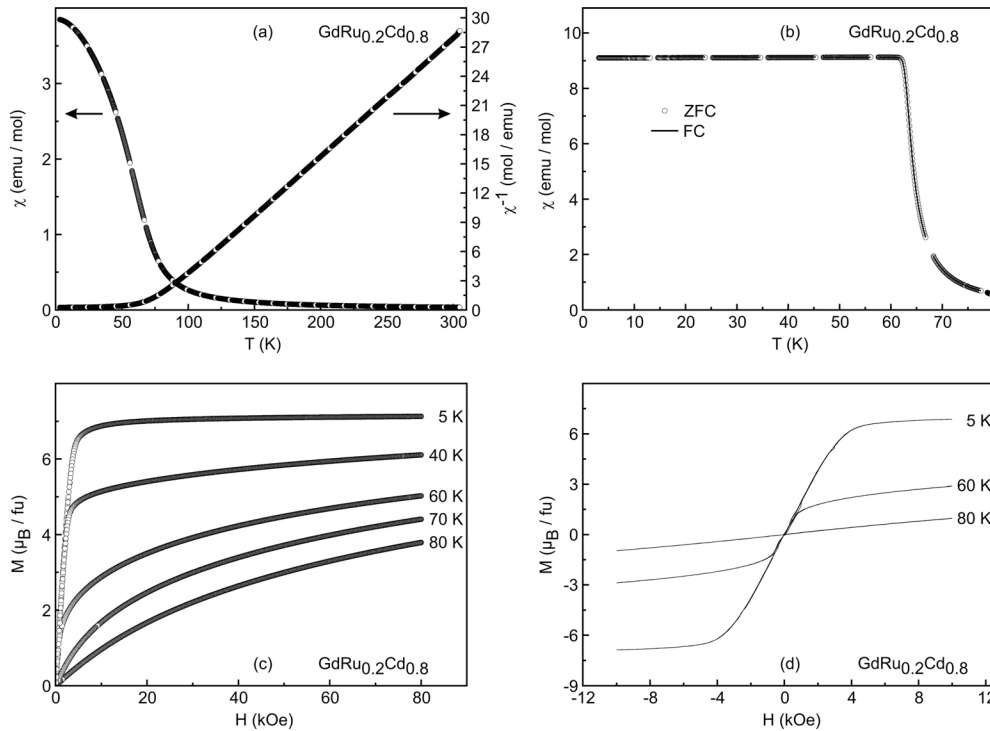 (a) GdRu0.2Cd0.8
χ (emu / mol)
0 1 2 3
χ-1 (mol / emu)
0 3 6 9 12 15 18 21 24 27 30
0 50 100 150 200 250 300
T (K)
(b) GdRu0.2Cd0.8
ZFC
FC
χ (emu / mol)
0 2 4 6 8 10
0 10 20 30 40 50 60 70 80
T (K)
5 K
40 K
60 K
70 K
80 K
M (μB / fu)
0 2 4 6
(c) GdRu0.2Cd0.8
0 20 40 60 80
H (kOe)
5 K
60 K
80 K
M (μB / fu)
-9 -6 -3 0 3 6 9
(d) GdRu0.2Cd0.8
-12 -8 -4 0 4 8 12
H (kOe)